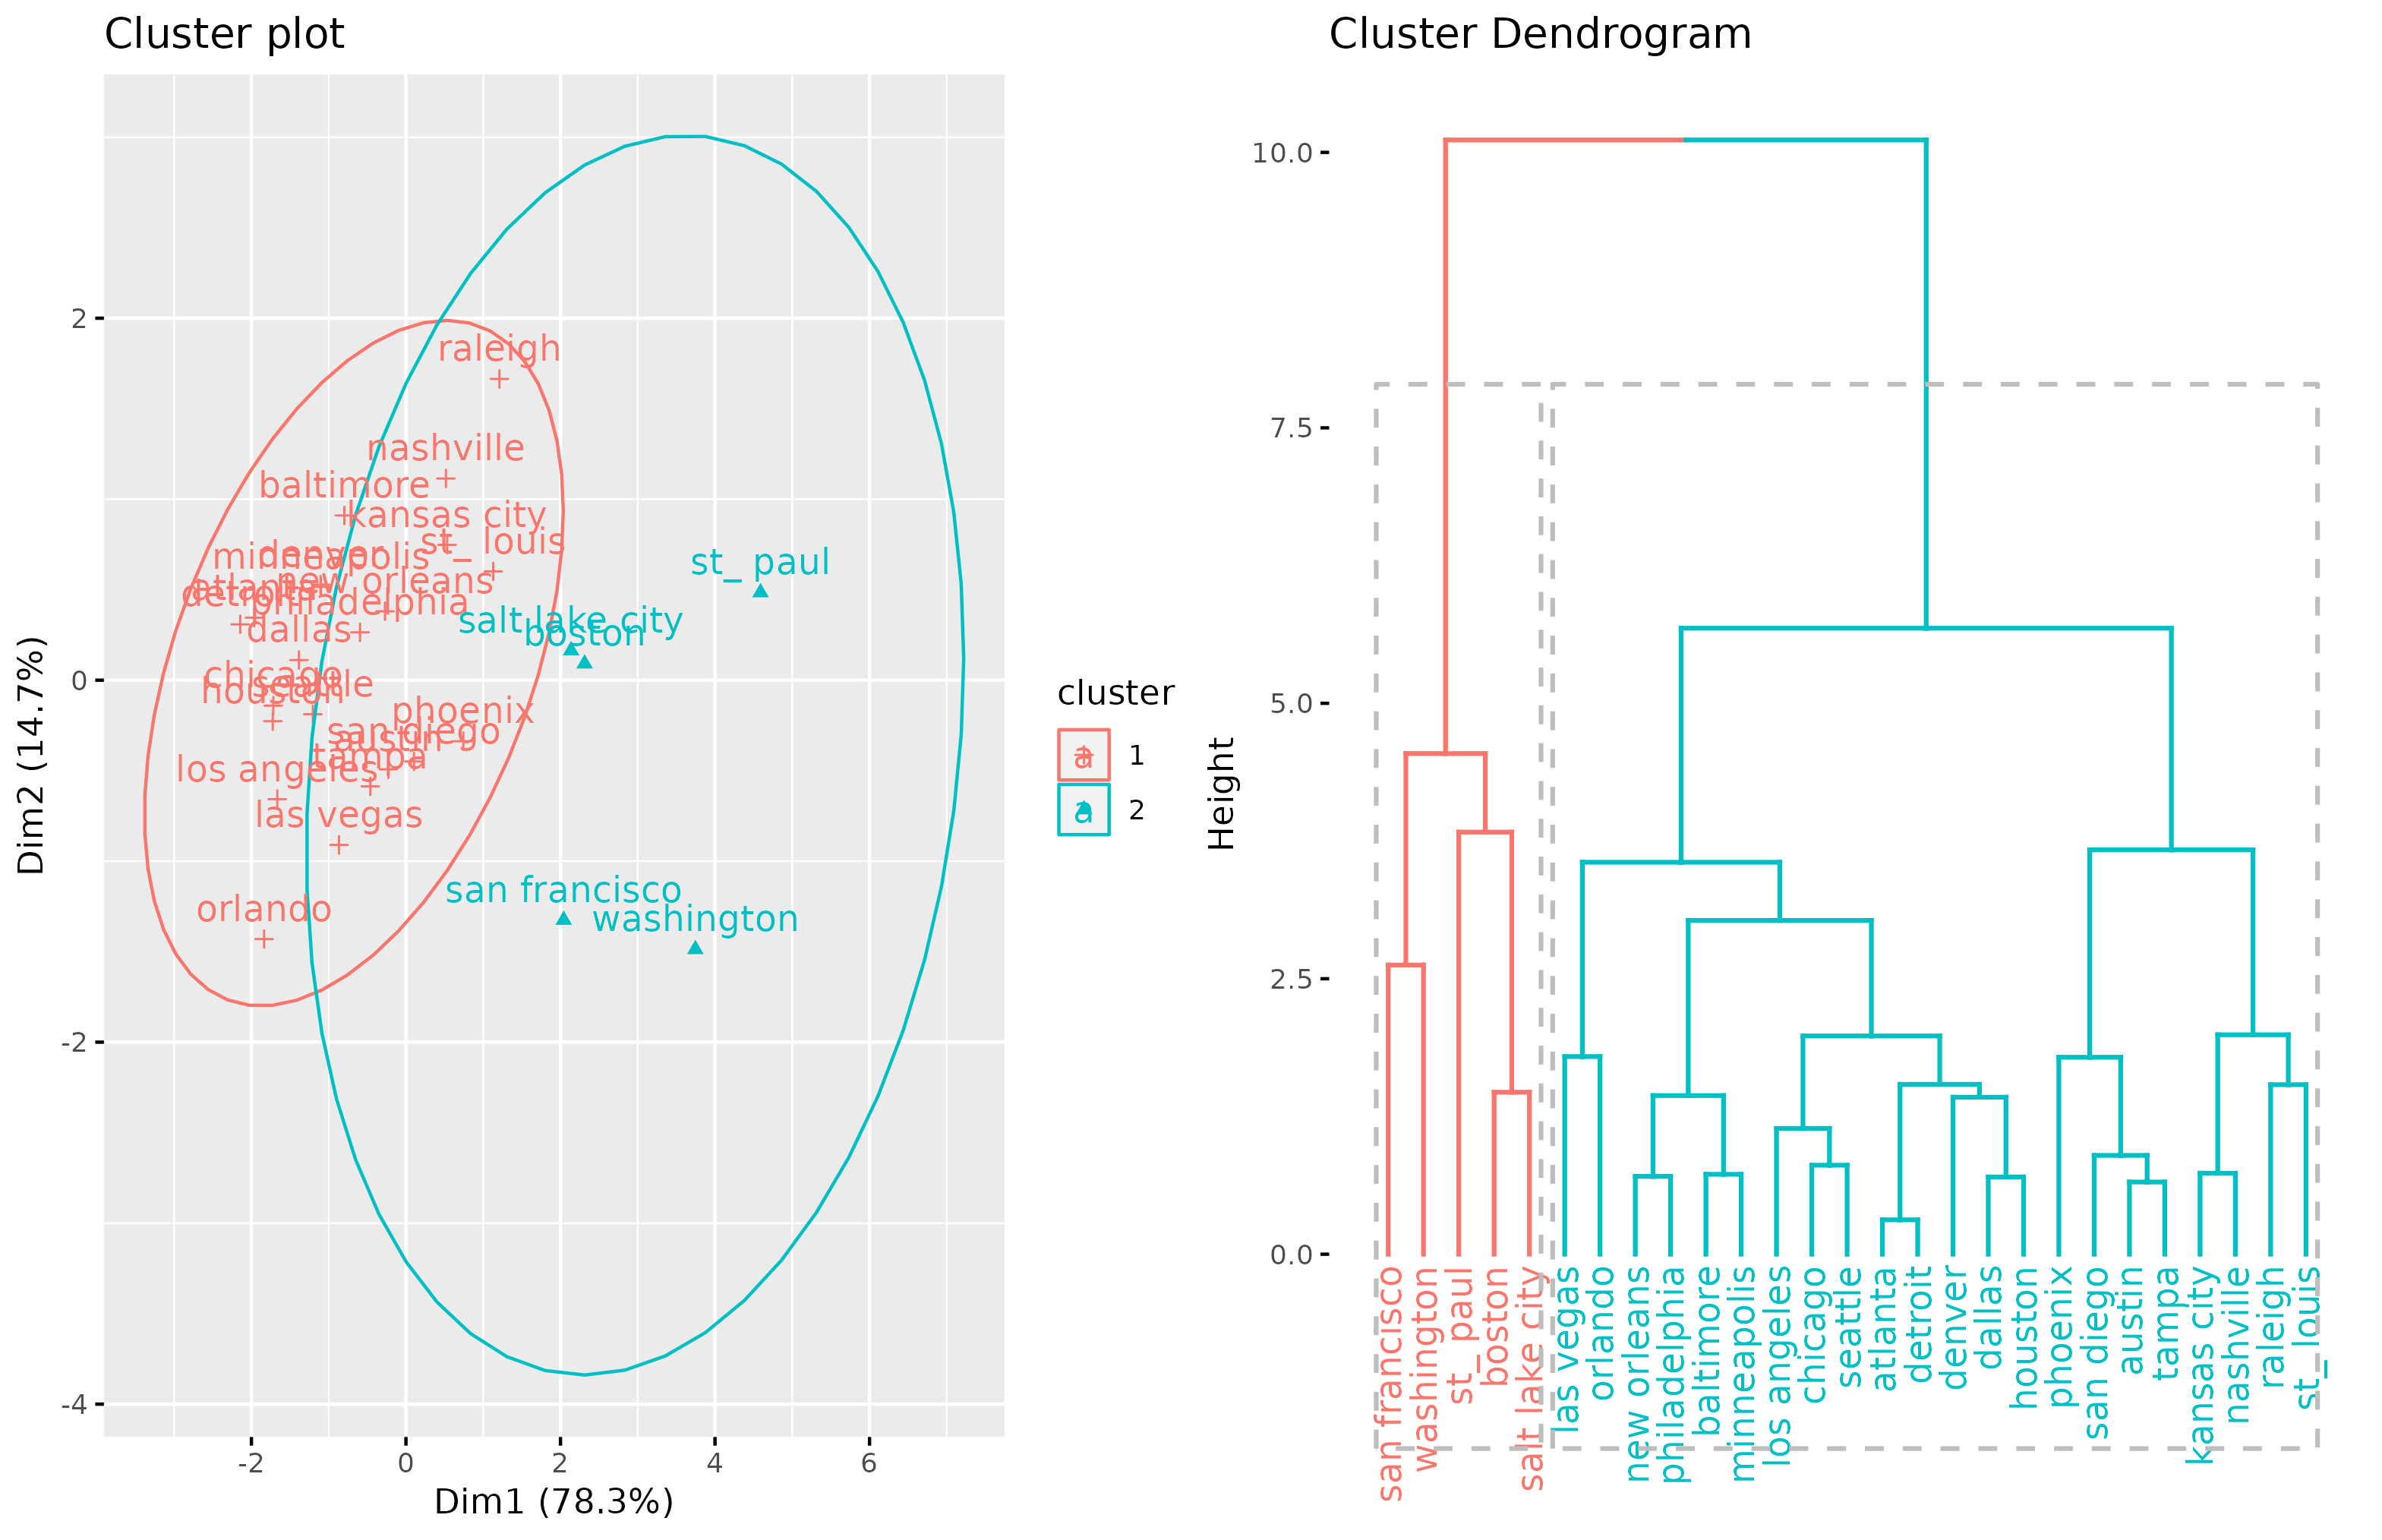 Cluster plot
Dim2 (14.7%)
2
0
-2
-4
raleigh
nashville
baltimore
kansas city
st_ louis
denver
minneapolis
new orleans
atlanta
detroit
philadelphia
dallas
chicago
seattle
houston
phoenix
san diego
austin
tampa
los angeles
las vegas
orlando
st_ paul
salt lake city
boston
san francisco
washington
-2 0 2 4 6
Dim1 (78.3%)
cluster
a 1
a 2
Cluster Dendrogram
Height
10.0
7.5
5.0
2.5
0.0
san francisco
washington
st_ paul
boston
salt lake city
las vegas
orlando
new orleans
philadelphia
baltimore
minneapolis
los angeles
chicago
seattle
atlanta
detroit
denver
dallas
houston
phoenix
san diego
austin
tampa
kansas city
nashville
raleigh
st_ louis